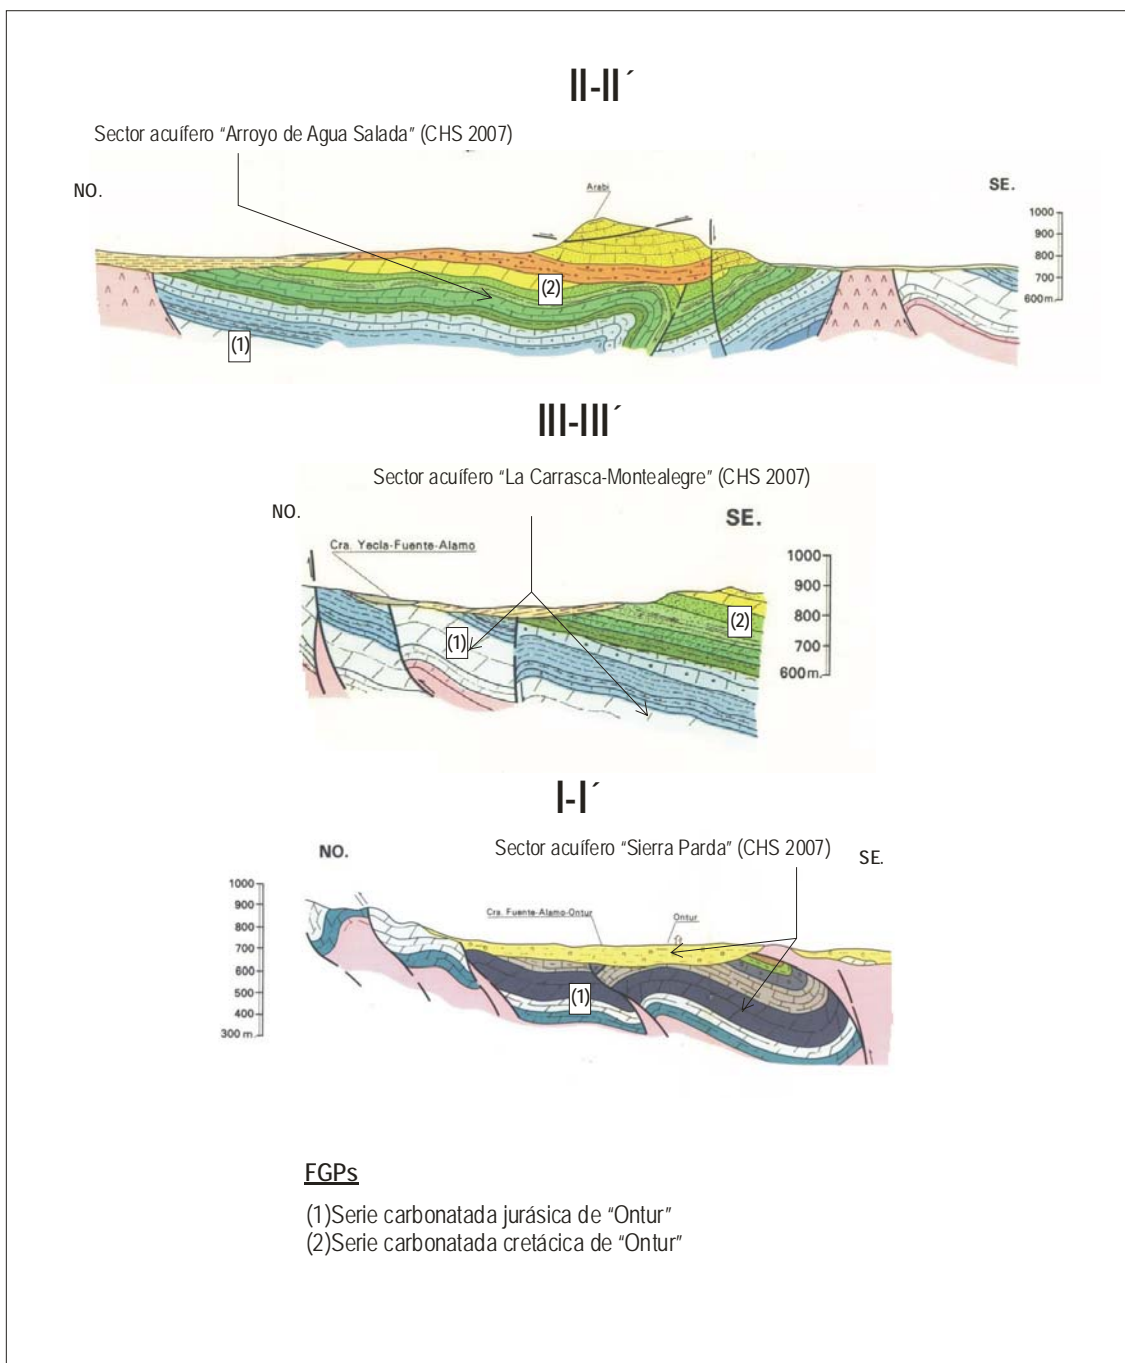 II-II´
Sector acuífero “Arroyo de Agua Salada” (CHS 2007)
NO.
Arabi
SE.
1000
900
800
700
600 m.
(2)
(1)
III-III´
Sector acuífero “La Carrasca-Montealegre” (CHS 2007)
NO.
SE.
Cra. Yecla-Fuente-Alamo
1000
900
800
700
600 m.
(2)
(1)
I-I´
Sector acuífero “Sierra Parda” (CHS 2007)
NO.
SE.
1000
900
800
700
600
500
400
300 m.
Cra. Fuente-Alamo-Ontur
Ontur
(1)
FGPs
(1)Serie carbonatada jurásica de “Ontur”
(2)Serie carbonatada cretácica de “Ontur”